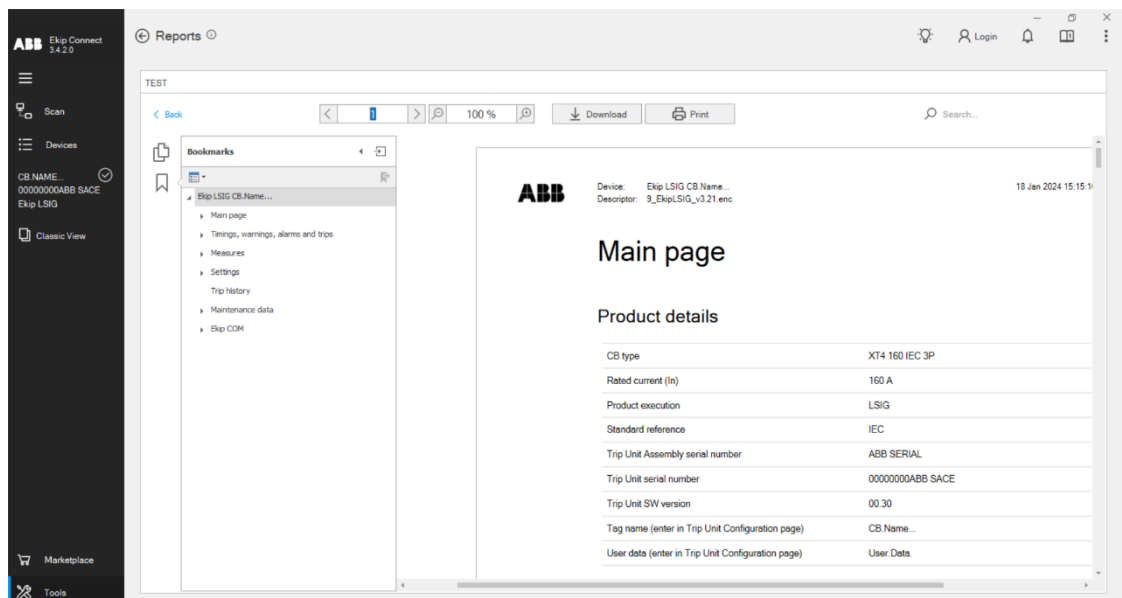 ABB Ekip Connect
3.4.2.0
Reports
Login
Scan
Devices
CB.NAME...
00000000ABB SACE
Ekip LSIG
Classic View
Marketplace
Tools
TEST
Back
1
100 %
Download
Print
Search...
Bookmarks
Ekip LSIG CB.Name...
Main page
Timings, warnings, alarms and trips
Measures
Settings
Trip history
Maintenance data
Ekip COM
ABB
Device: Ekip LSIG CB.Name...
Descriptor: 9_EkipLSIG_v3.21.enc
18 Jan 2024 15:15:1
Main page
Product details
CB type XT4 160 IEC 3P
Rated current (In) 160 A
Product execution LSIG
Standard reference IEC
Trip Unit Assembly serial number ABB SERIAL
Trip Unit serial number 00000000ABB SACE
Trip Unit SW version 00.30
Tag name (enter in Trip Unit Configuration page) CB.Name...
User data (enter in Trip Unit Configuration page) User.Data.